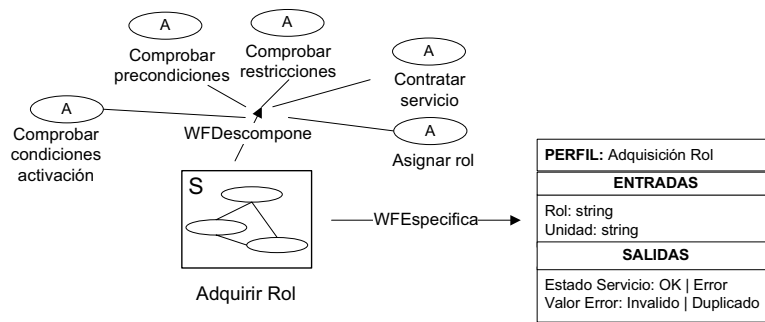 A
Comprobar
precondiciones
A
Comprobar
restricciones
A
Contratar
servicio
A
Comprobar
condiciones
activación
WFDescompone
A
Asignar rol
S
Adquirir Rol
WFEspecifica
PERFIL: Adquisición Rol
ENTRADAS
Rol: string
Unidad: string
SALIDAS
Estado Servicio: OK | Error
Valor Error: Invalido | Duplicado